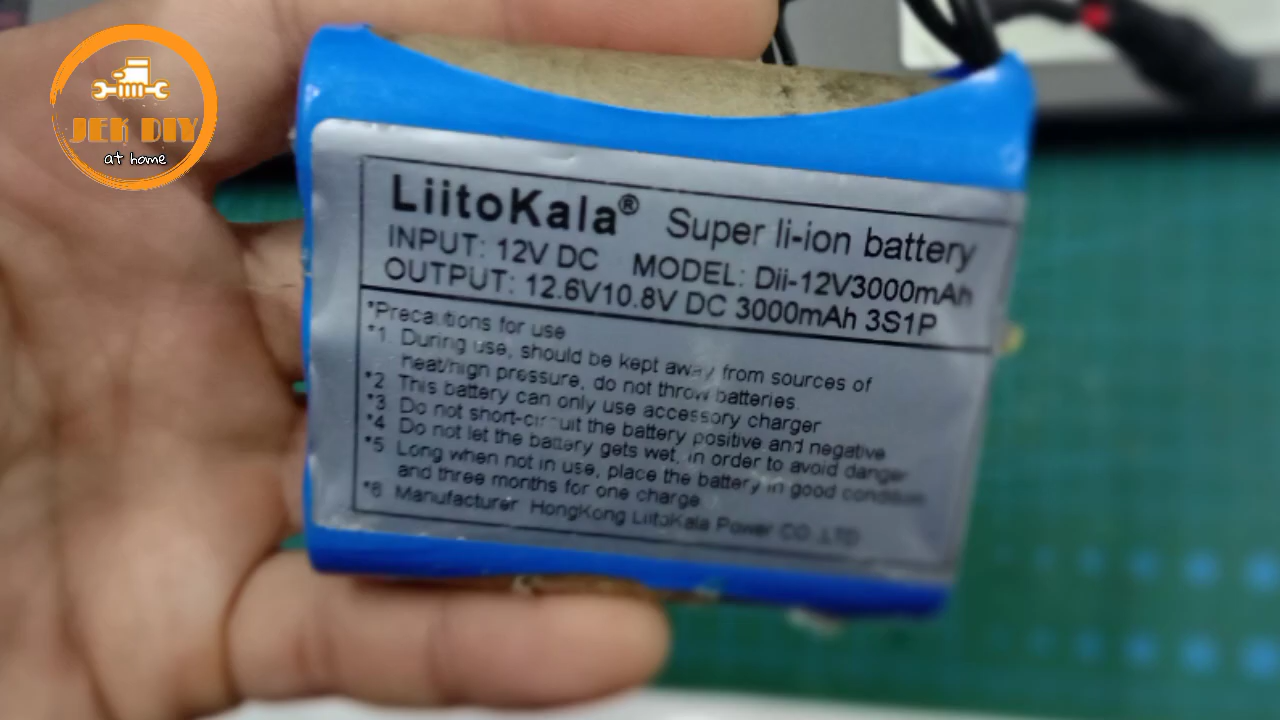 JEK DIY
at home
LiitoKala® Super li-ion battery
INPUT: 12V DC MODEL: Dii-12V3000mAh
OUTPUT: 12.6V10.8V DC 3000mAh 3S1P
*Precautions for use
*1. During use, should be kept away from sources of
heat/high pressure, do not throw batteries.
*2 This battery can only use accessory charger
*3 Do not short-circuit the battery positive and negative
*4 Do not let the battery gets wet, in order to avoid danger
*5 Long when not in use, place the battery in good condition
and three months for one charge
*6 Manufacturer HongKong LiitoKala Power CO .,LTD